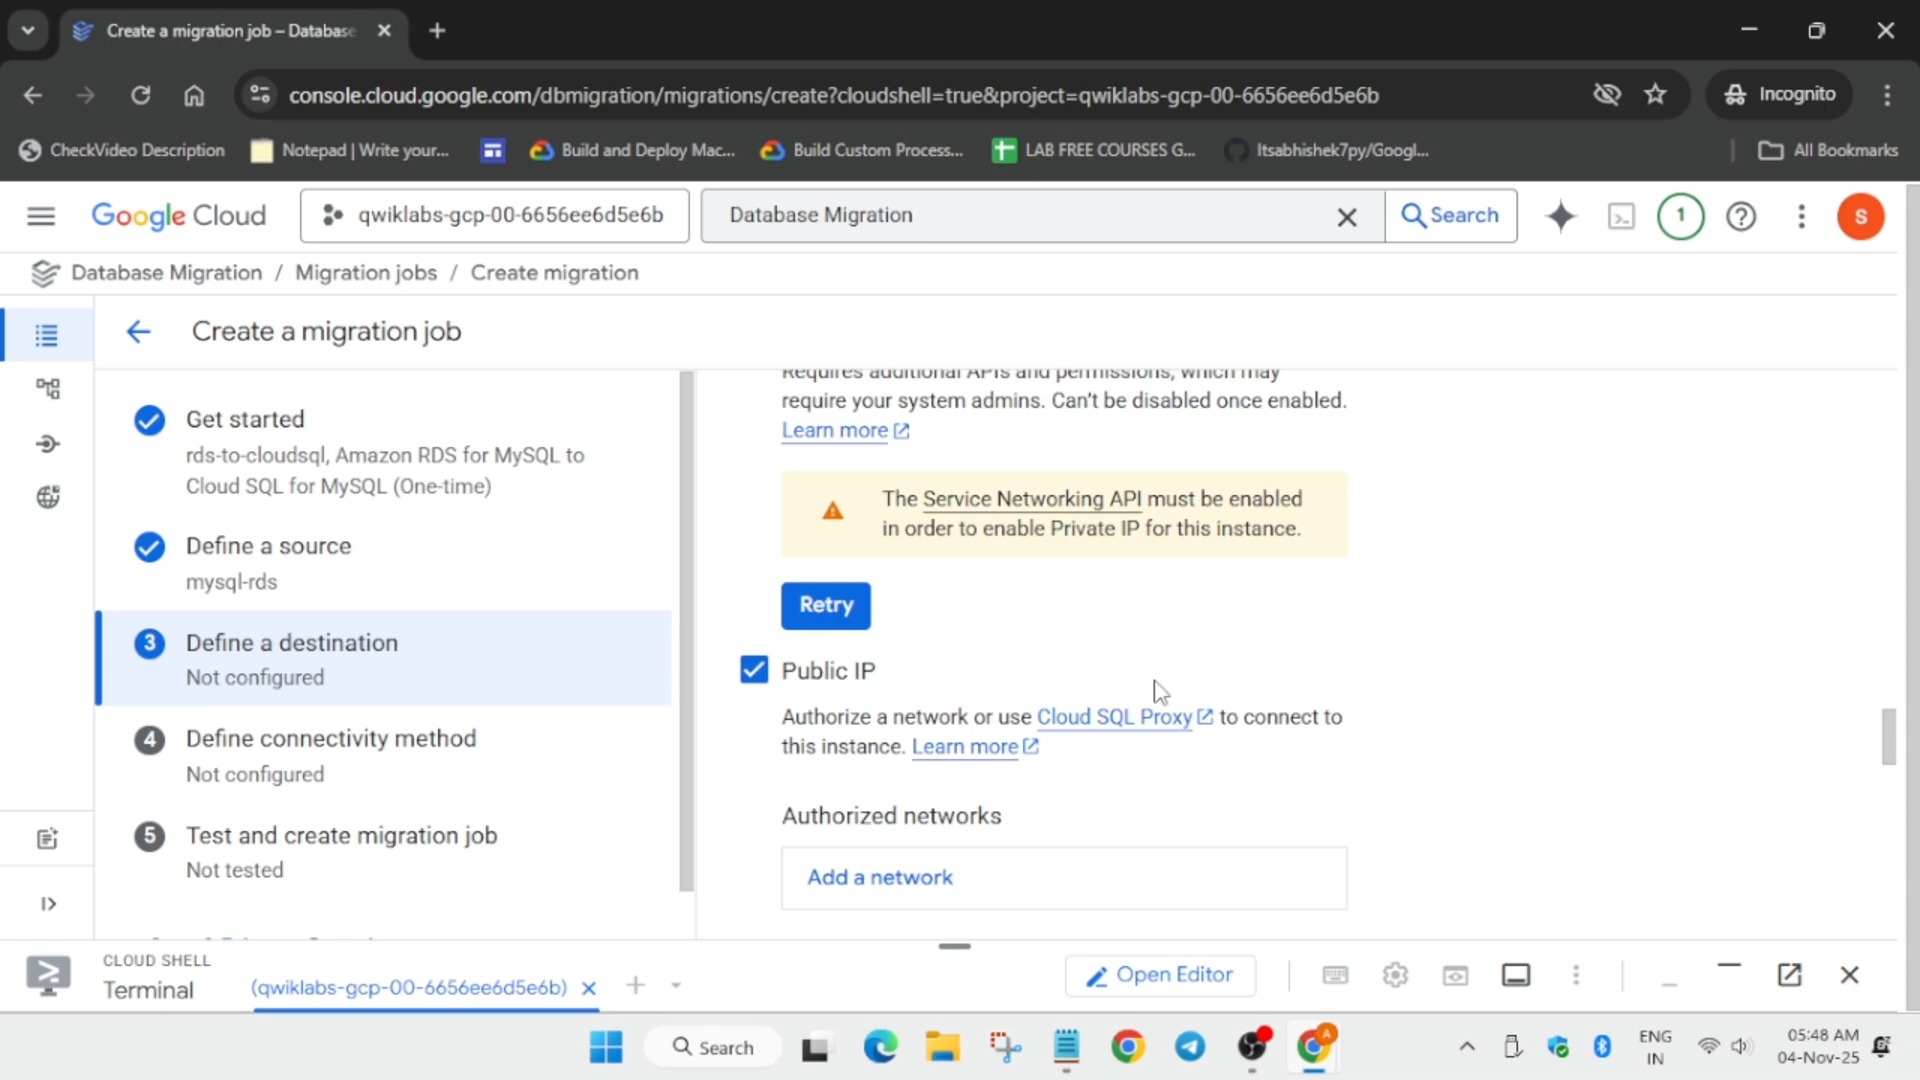 Create a migration job – Database
console.cloud.google.com/dbmigration/migrations/create?cloudshell=true&project=qwiklabs-gcp-00-6656ee6d5e6b
Incognito
CheckVideo Description
Notepad | Write your...
Build and Deploy Mac...
Build Custom Process...
LAB FREE COURSES G...
Itsabhishek7py/Googl...
All Bookmarks
Google Cloud
qwiklabs-gcp-00-6656ee6d5e6b
Database Migration
Search
1
S
Database Migration / Migration jobs / Create migration
Create a migration job
Get started
rds-to-cloudsql, Amazon RDS for MySQL to
Cloud SQL for MySQL (One-time)
Define a source
mysql-rds
3 Define a destination
Not configured
4 Define connectivity method
Not configured
5 Test and create migration job
Not tested
Requires additional APIs and permissions, which may
require your system admins. Can't be disabled once enabled.
Learn more
The Service Networking API must be enabled
in order to enable Private IP for this instance.
Retry
Public IP
Authorize a network or use Cloud SQL Proxy to connect to
this instance. Learn more
Authorized networks
Add a network
CLOUD SHELL
Terminal
(qwiklabs-gcp-00-6656ee6d5e6b)
Open Editor
Search
A
ENG
IN
05:48 AM
04-Nov-25